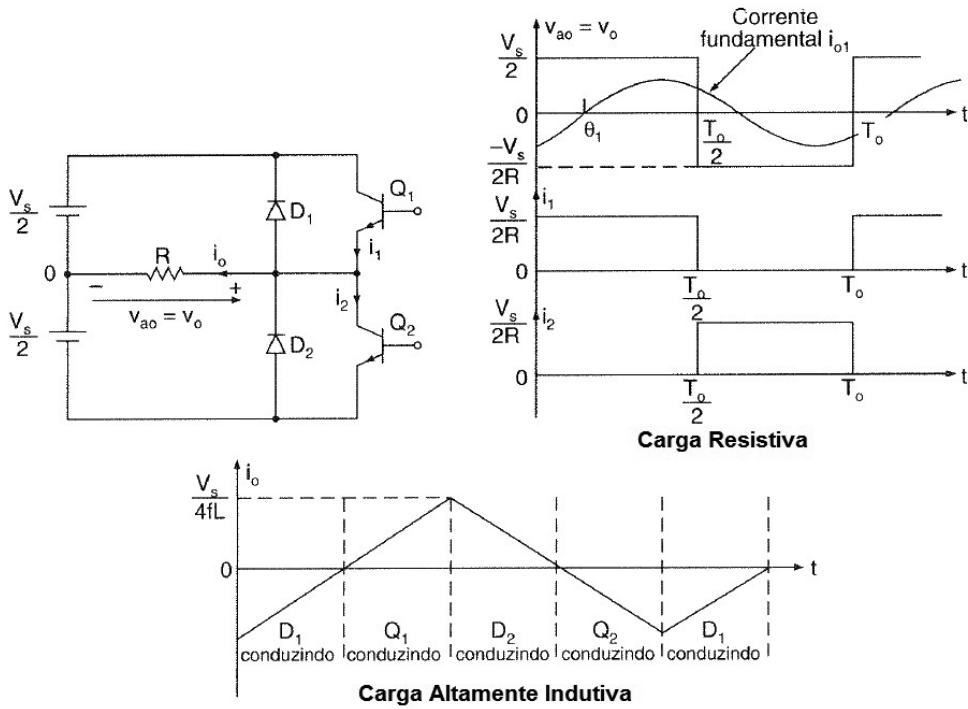 V_s/2
V_s/2
0
R
i_o
− +
v_ao = v_o
D_1
D_2
Q_1
Q_2
i_1
i_2
v_ao = v_o
Corrente
fundamental i_o1
V_s/2
0
θ_1
T_o/2
T_o
t
−V_s/2R
i_1
V_s/2R
0
T_o/2
T_o
t
V_s/2R
i_2
0
T_o/2
T_o
t
Carga Resistiva
i_o
V_s/4fL
0
t
D_1 Q_1 D_2 Q_2 D_1
conduzindo conduzindo conduzindo conduzindo conduzindo
Carga Altamente Indutiva